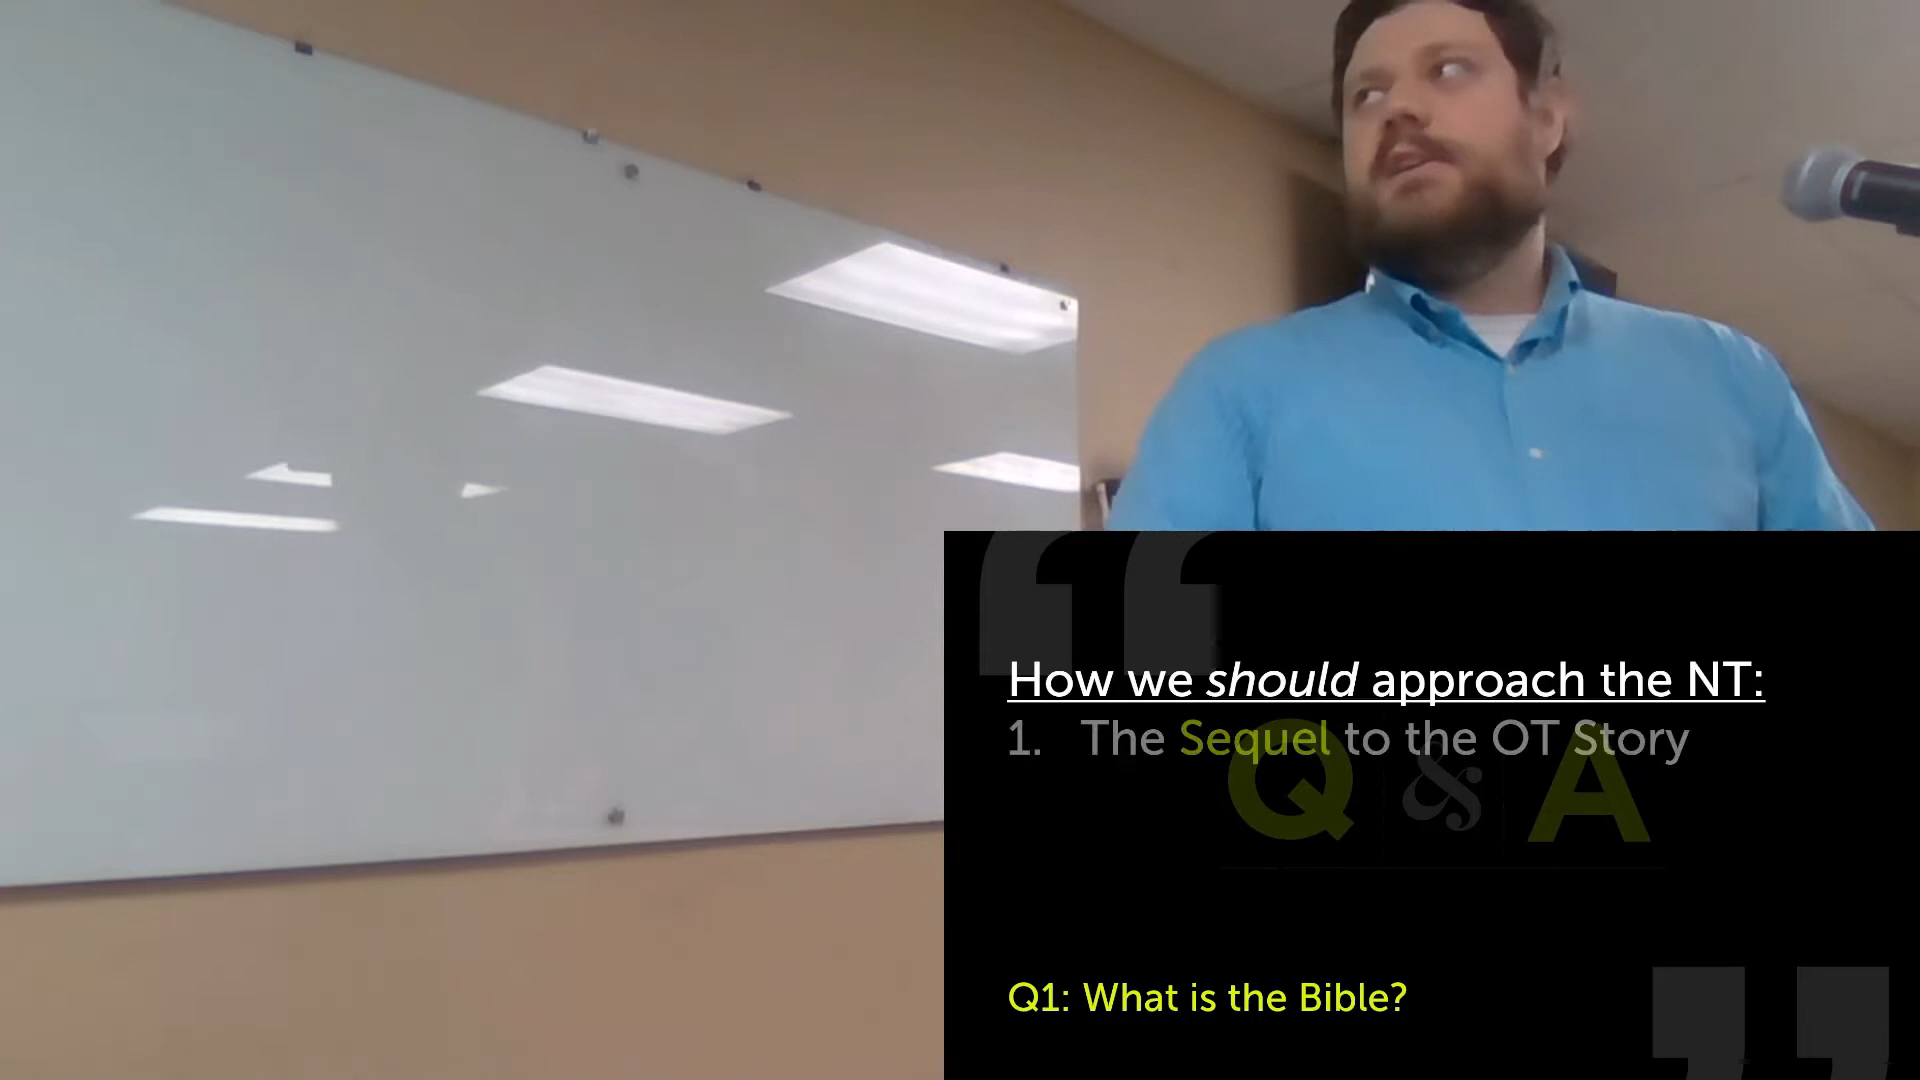 How we should approach the NT:
1. The Sequel to the OT Story
Q & A
Q1: What is the Bible?